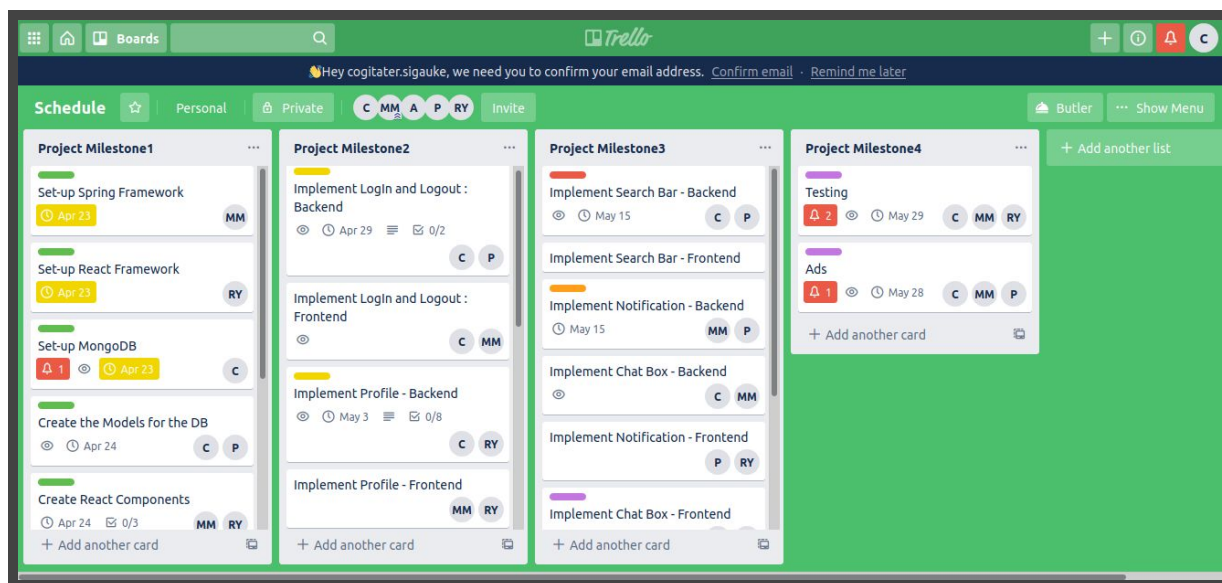 Boards
Trello
C
Hey cogitater.sigauke, we need you to confirm your email address. Confirm email · Remind me later
Schedule
Personal
Private
C MM A P RY
Invite
Butler
··· Show Menu
Project Milestone1 ···
Set-up Spring Framework
Apr 23
MM
Set-up React Framework
Apr 23
RY
Set-up MongoDB
1 Apr 23
C
Create the Models for the DB
Apr 24
C P
Create React Components
Apr 24 0/3
MM RY
+ Add another card
Project Milestone2 ···
Implement LogIn and Logout :
Backend
Apr 29 0/2
C P
Implement LogIn and Logout :
Frontend
C MM
Implement Profile - Backend
May 3 0/8
C RY
Implement Profile - Frontend
MM RY
+ Add another card
Project Milestone3 ···
Implement Search Bar - Backend
May 15
C P
Implement Search Bar - Frontend
Implement Notification - Backend
May 15
MM P
Implement Chat Box - Backend
C MM
Implement Notification - Frontend
P RY
Implement Chat Box - Frontend
+ Add another card
Project Milestone4 ···
Testing
2 May 29
C MM RY
Ads
1 May 28
C MM P
+ Add another card
+ Add another list